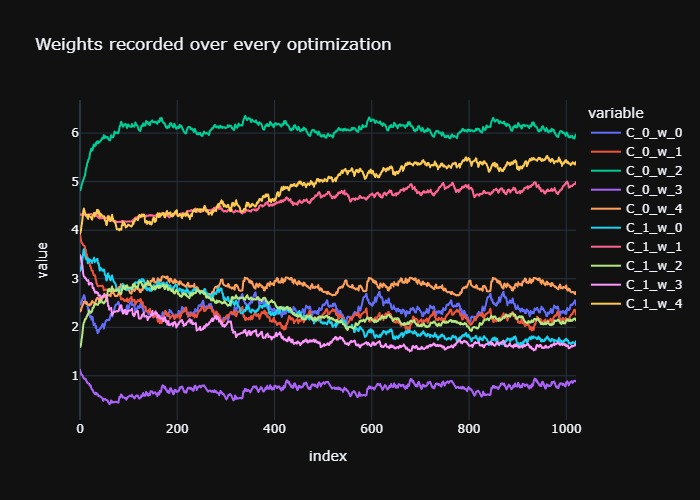 Weights recorded over every optimization
variable
C_0_w_0
C_0_w_1
C_0_w_2
C_0_w_3
C_0_w_4
C_1_w_0
C_1_w_1
C_1_w_2
C_1_w_3
C_1_w_4
value
6
5
4
3
2
1
0
200
400
600
800
1000
index